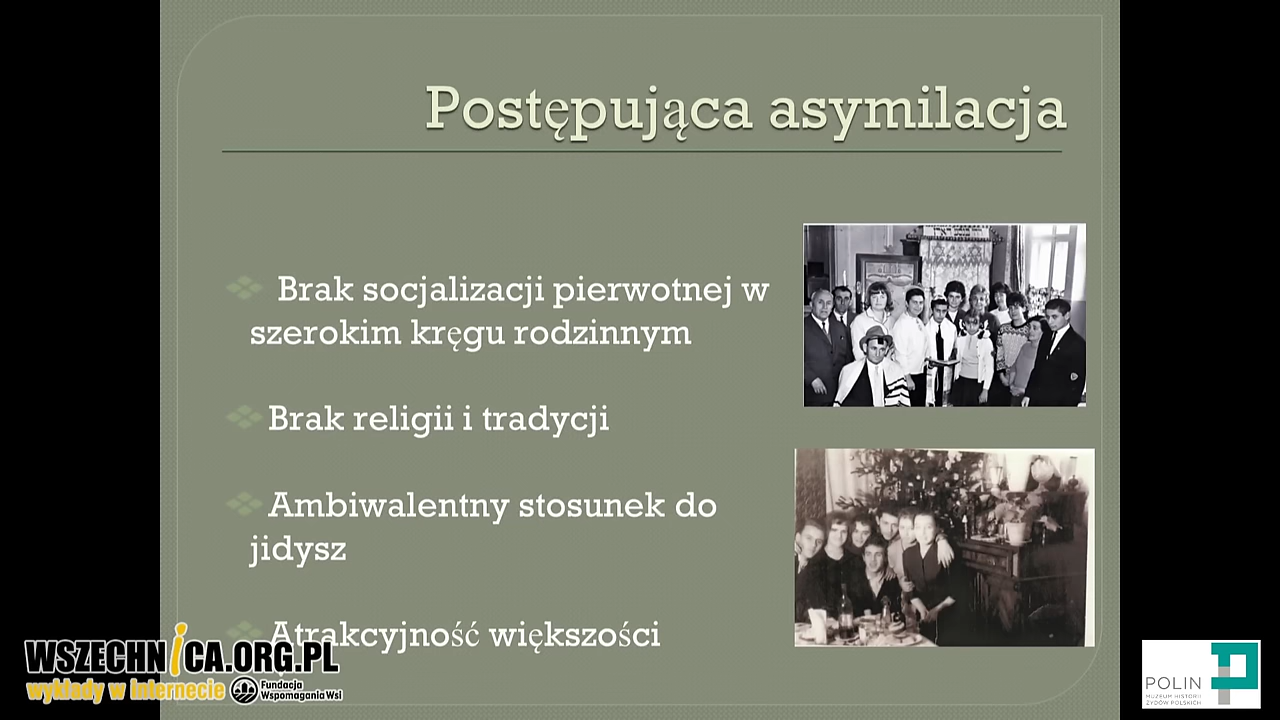 Postępująca asymilacja
Brak socjalizacji pierwotnej w
szerokim kręgu rodzinnym
Brak religii i tradycji
Ambiwalentny stosunek do
jidysz
Atrakcyjność większości
WSZECHNICA.ORG.PL
wykłady w internecie
Fundacja
Wspomagania Wsi
POLIN
MUZEUM HISTORII
ŻYDÓW POLSKICH